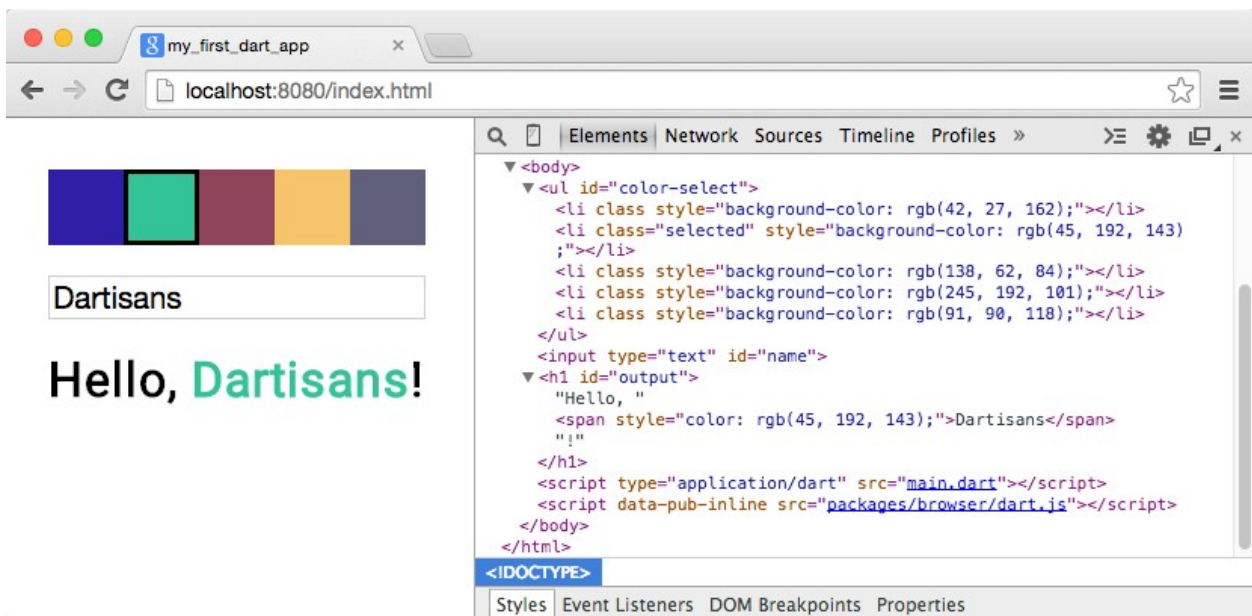 my_first_dart_app
localhost:8080/index.html
Dartisans
Hello, Dartisans!
Elements Network Sources Timeline Profiles »
<body>
<ul id="color-select">
<li class style="background-color: rgb(42, 27, 162);"></li>
<li class="selected" style="background-color: rgb(45, 192, 143)
;"></li>
<li class style="background-color: rgb(138, 62, 84);"></li>
<li class style="background-color: rgb(245, 192, 101);"></li>
<li class style="background-color: rgb(91, 90, 118);"></li>
</ul>
<input type="text" id="name">
<h1 id="output">
"Hello, "
<span style="color: rgb(45, 192, 143);">Dartisans</span>
"!"
</h1>
<script type="application/dart" src="main.dart"></script>
<script data-pub-inline src="packages/browser/dart.js"></script>
</body>
</html>
<!DOCTYPE>
Styles Event Listeners DOM Breakpoints Properties